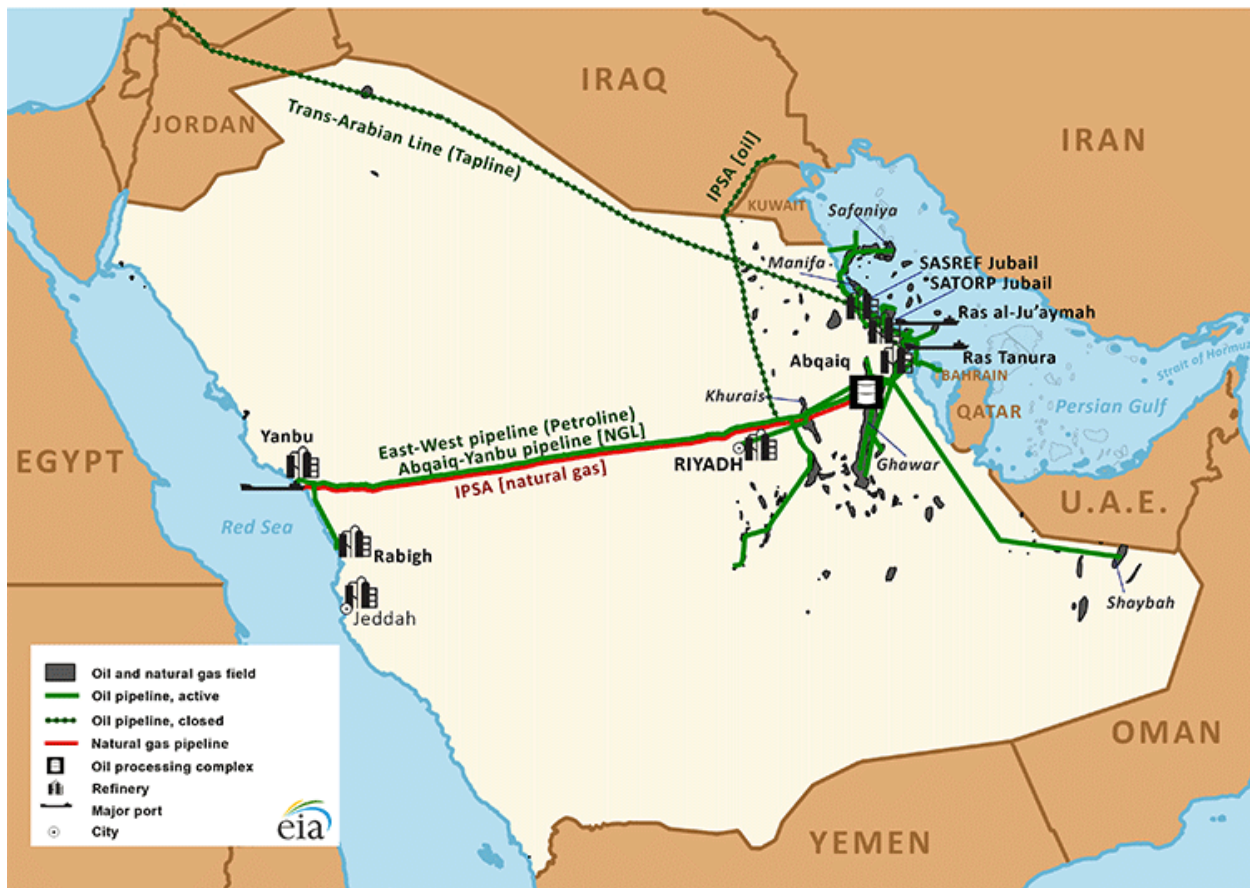 IRAQ
IRAN
JORDAN
Trans-Arabian Line (Tapline)
IPSA [oil]
KUWAIT
Safaniya
Manifa
SASREF Jubail
SATORP Jubail
Ras al-Ju'aymah
Ras Tanura
Strait of Hormuz
Abqaiq
BAHRAIN
Khurais
QATAR
Persian Gulf
EGYPT
Yanbu
East-West pipeline (Petroline)
Abqaiq-Yanbu pipeline [NGL]
IPSA [natural gas]
RIYADH
Ghawar
U.A.E.
Red Sea
Rabigh
Jeddah
Shaybah
OMAN
YEMEN
Oil and natural gas field
Oil pipeline, active
Oil pipeline, closed
Natural gas pipeline
Oil processing complex
Refinery
Major port
City
eia